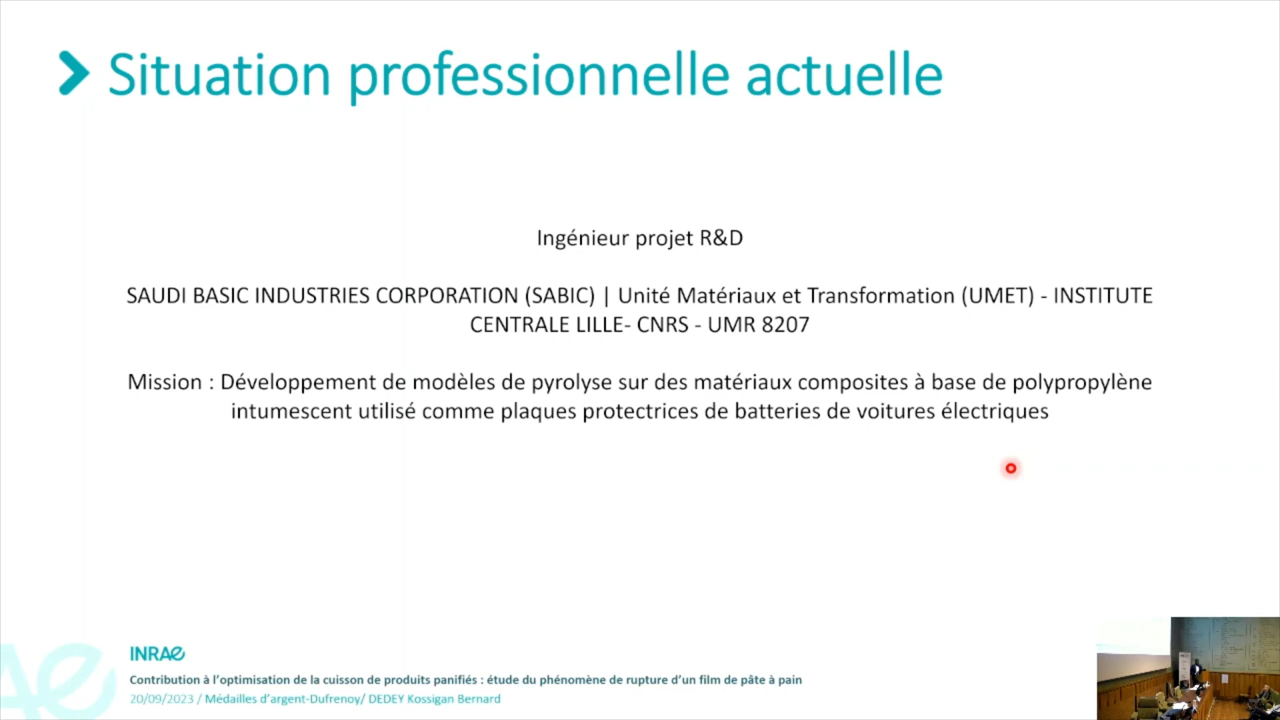 Situation professionnelle actuelle
Ingénieur projet R&D
SAUDI BASIC INDUSTRIES CORPORATION (SABIC) | Unité Matériaux et Transformation (UMET) - INSTITUTE
CENTRALE LILLE- CNRS - UMR 8207
Mission : Développement de modèles de pyrolyse sur des matériaux composites à base de polypropylène
intumescent utilisé comme plaques protectrices de batteries de voitures électriques
INRAE
Contribution à l'optimisation de la cuisson de produits panifiés : étude du phénomène de rupture d'un film de pâte à pain
20/09/2023 / Médailles d'argent-Dufrenoy/ DEDEY Kossigan Bernard